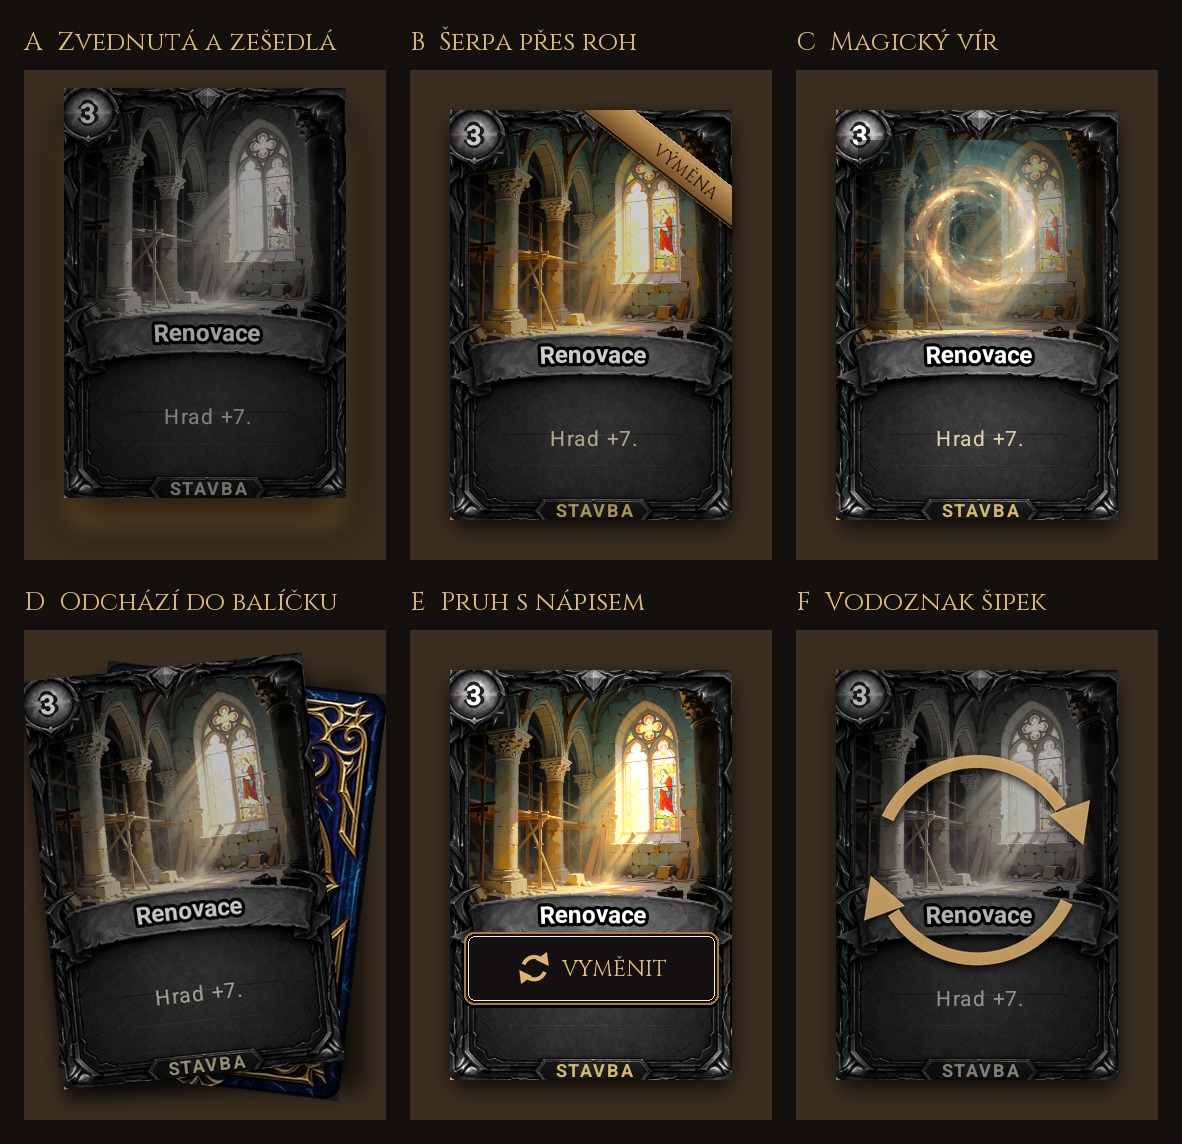 A Zvednutá a zešedlá
3
Renovace
Hrad +7.
STAVBA
B Šerpa přes roh
3
VÝMĚNA
Renovace
Hrad +7.
STAVBA
C Magický vír
3
Renovace
Hrad +7.
STAVBA
D Odchází do balíčku
3
Renovace
Hrad +7.
STAVBA
E Pruh s nápisem
3
Renovace
VYMĚNIT
STAVBA
F Vodoznak šipek
3
Renovace
Hrad +7.
STAVBA